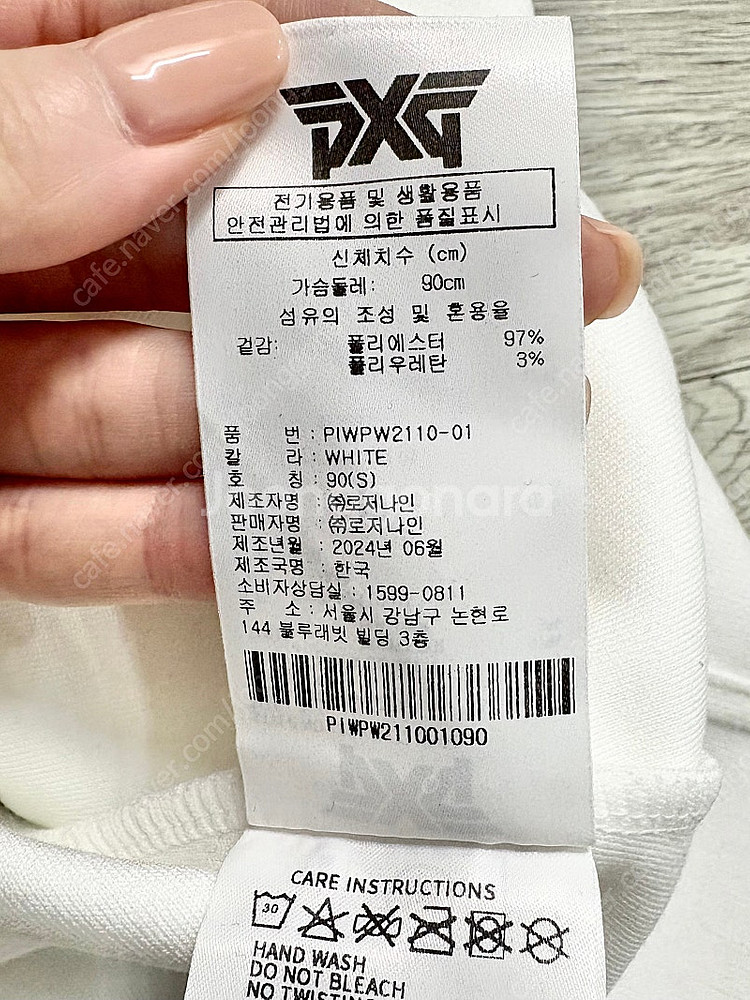 PXG
전기용품 및 생활용품
안전관리법에 의한 품질표시
신체치수 (cm)
가슴둘레: 90cm
섬유의 조성 및 혼용율
겉감: 폴리에스터 97%
폴리우레탄 3%
품 번 : PIWPW2110-01
칼 라 : WHITE
호 칭 : 90(S)
제조자명 : ㈜로저나인
판매자명 : ㈜로저나인
제조년월 : 2024년 06월
제조국명 : 한국
소비자상담실 : 1599-0811
주 소 : 서울시 강남구 논현로
144 블루래빗 빌딩 3층
PIWPW211001090
CARE INSTRUCTIONS
30
HAND WASH
DO NOT BLEACH
NO TWISTING
Joonggonara
cafe.naver.com/joonggonara